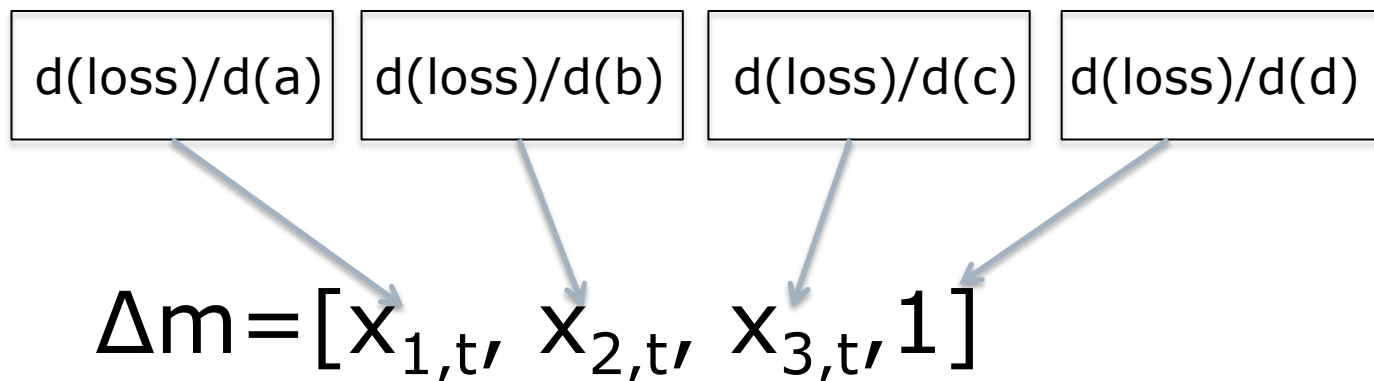 d(loss)/d(a) d(loss)/d(b) d(loss)/d(c) d(loss)/d(d)
Δm=[x₁,ₜ, x₂,ₜ, x₃,ₜ,1]